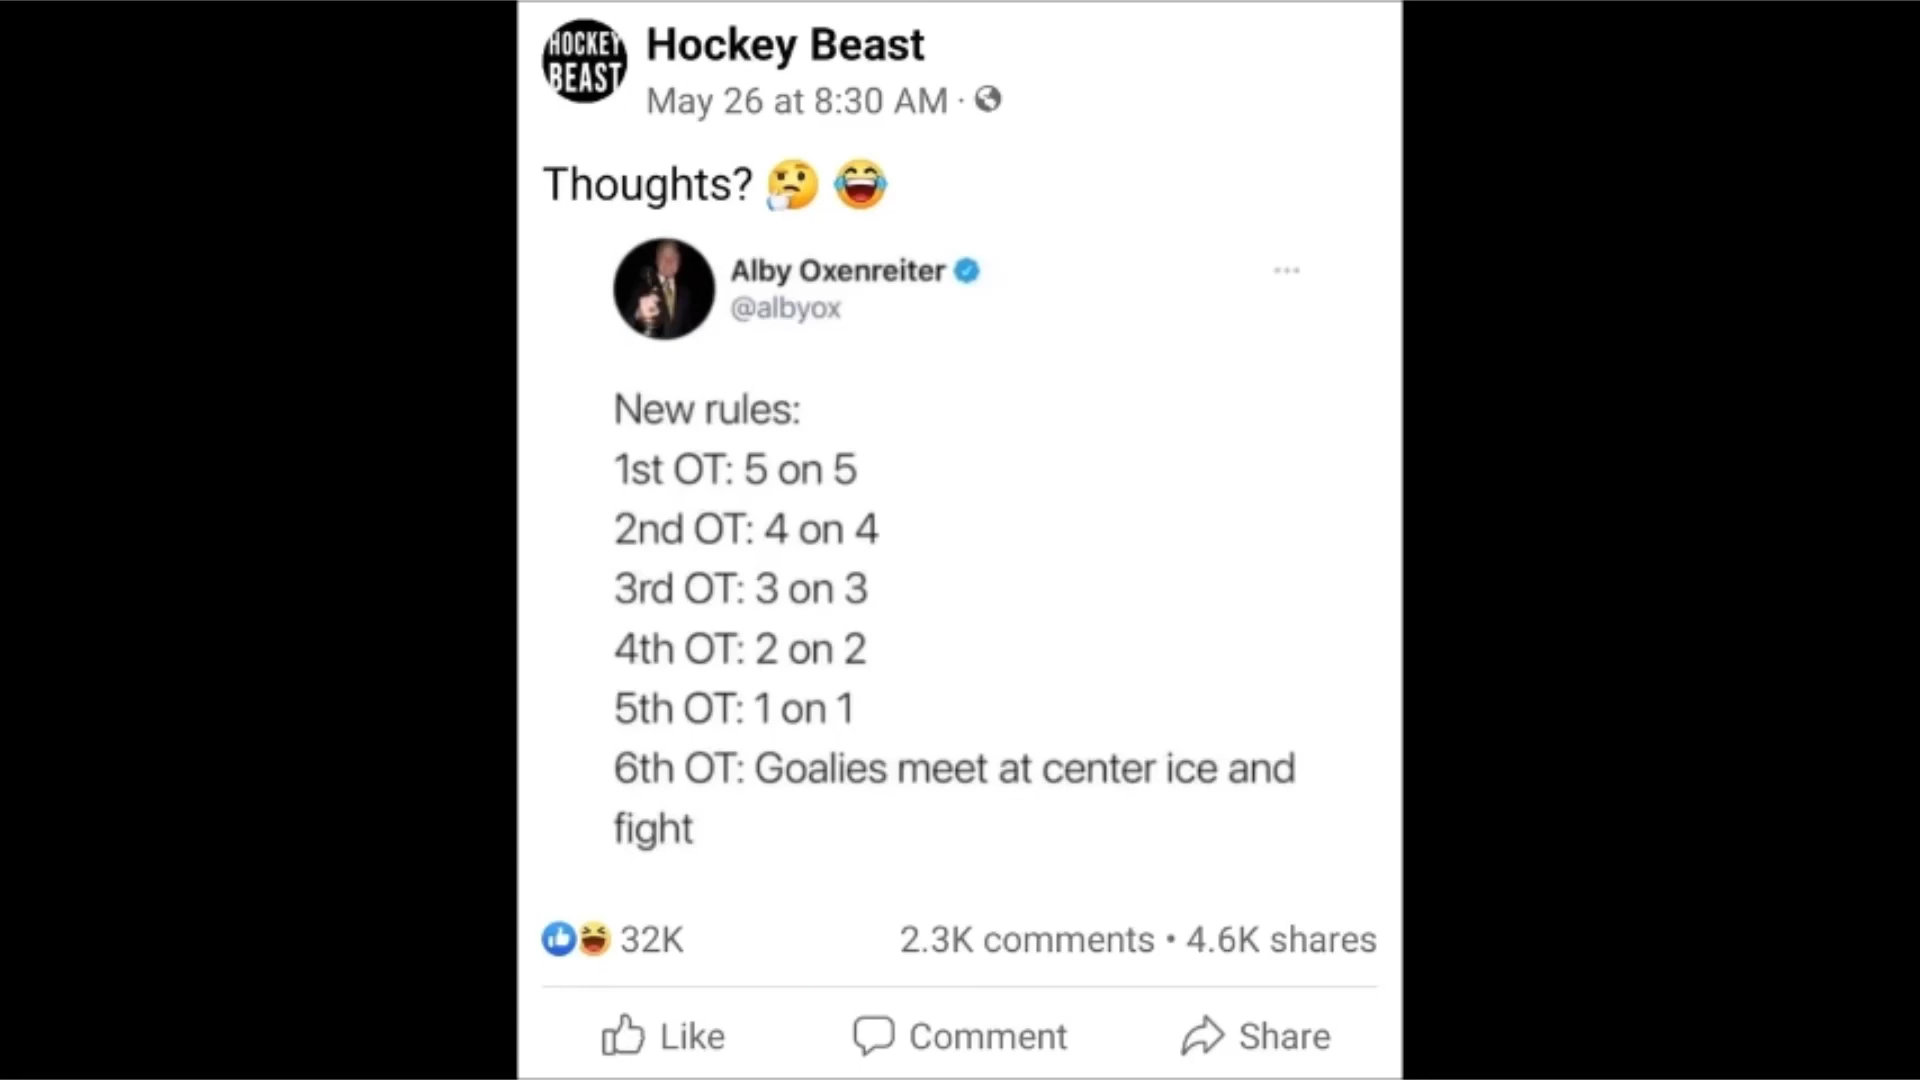 HOCKEY
BEAST
Hockey Beast
May 26 at 8:30 AM ·
Thoughts? 🤔 😂
Alby Oxenreiter
@albyox
New rules:
1st OT: 5 on 5
2nd OT: 4 on 4
3rd OT: 3 on 3
4th OT: 2 on 2
5th OT: 1 on 1
6th OT: Goalies meet at center ice and
fight
32K 2.3K comments • 4.6K shares
Like Comment Share